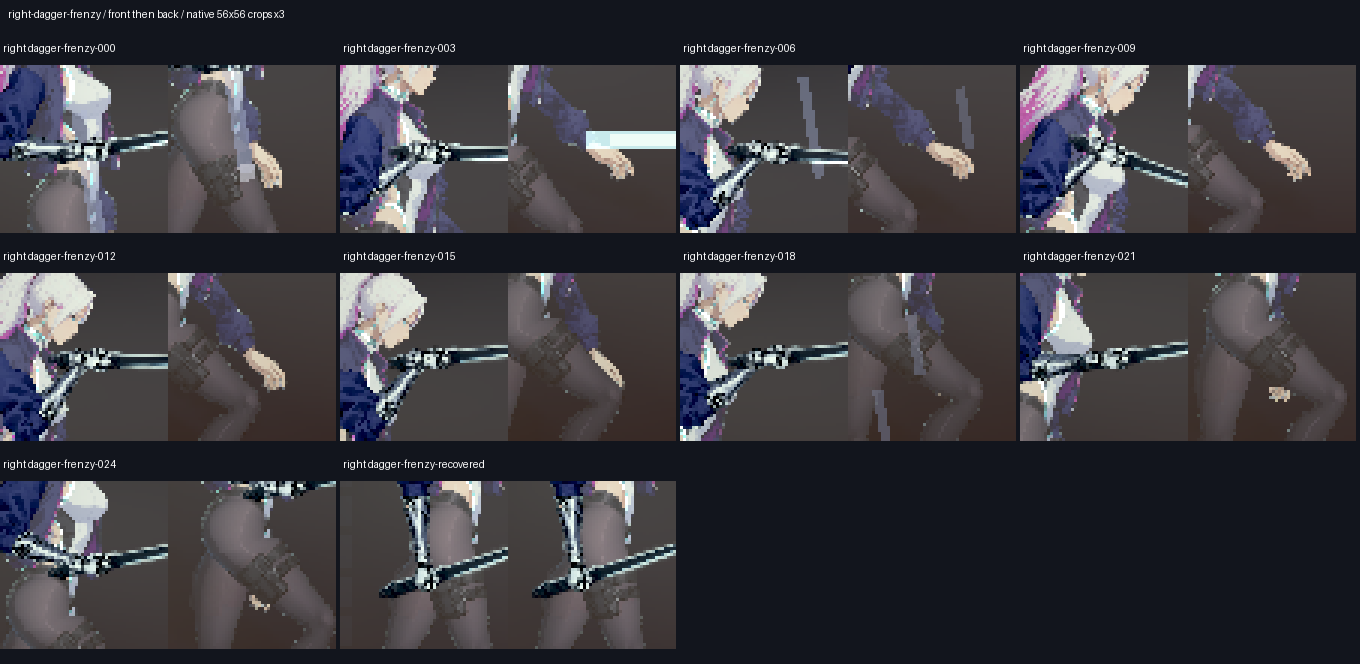 right-dagger-frenzy / front then back / native 56x56 crops x3
right dagger-frenzy-000
right dagger-frenzy-003
right dagger-frenzy-006
right dagger-frenzy-009
right dagger-frenzy-012
right dagger-frenzy-015
right dagger-frenzy-018
right dagger-frenzy-021
right dagger-frenzy-024
right dagger-frenzy-recovered